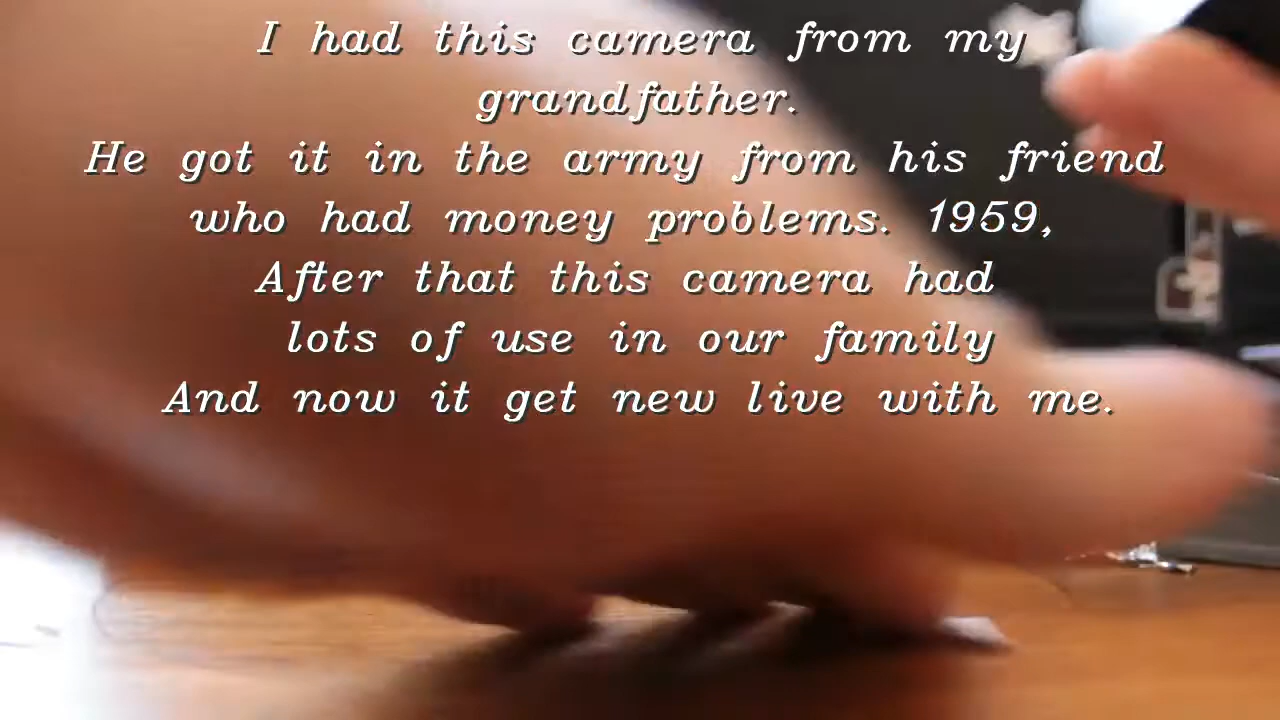 I had this camera from my
grandfather.
He got it in the army from his friend
who had money problems. 1959,
After that this camera had
lots of use in our family
And now it get new live with me.